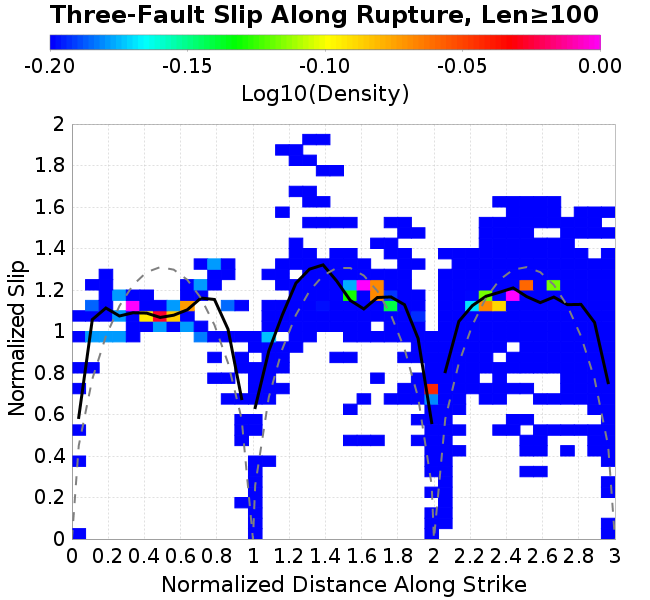 Three-Fault Slip Along Rupture, Len≥100
-0.20 -0.15 -0.10 -0.05 0.00
Log10(Density)
2
1.8
1.6
1.4
1.2
1
0.8
0.6
0.4
0.2
0
Normalized Slip
0 0.2 0.4 0.6 0.8 1 1.2 1.4 1.6 1.8 2 2.2 2.4 2.6 2.8 3
Normalized Distance Along Strike